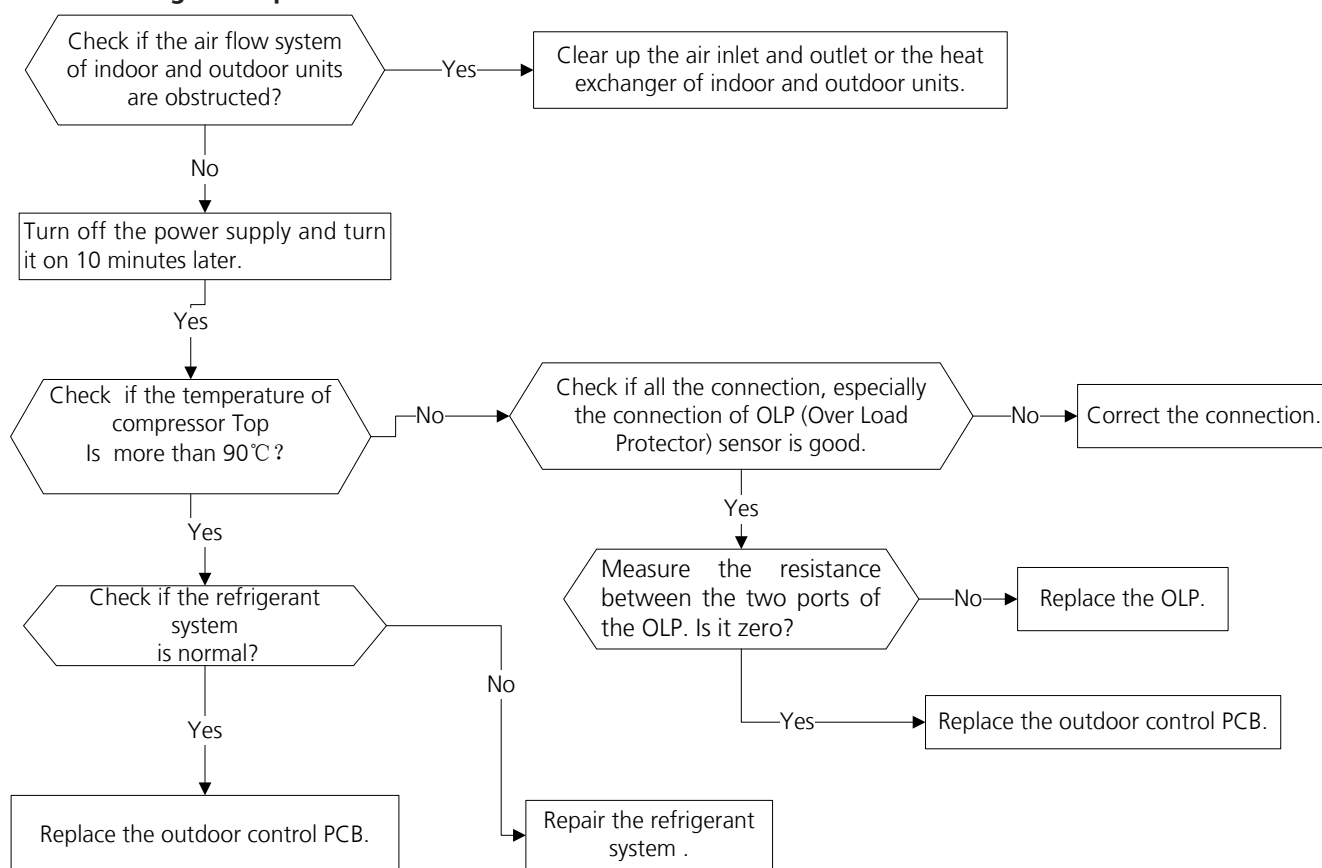 Check if the air flow system
of indoor and outdoor units
are obstructed?
Yes
Clear up the air inlet and outlet or the heat
exchanger of indoor and outdoor units.
No
Turn off the power supply and turn
it on 10 minutes later.
Yes
Check if the temperature of
compressor Top
Is more than 90℃?
No
Check if all the connection, especially
the connection of OLP (Over Load
Protector) sensor is good.
No
Correct the connection.
Yes
Yes
Measure the resistance
between the two ports of
the OLP. Is it zero?
No
Replace the OLP.
Check if the refrigerant
system
is normal?
No
Yes
Yes
Replace the outdoor control PCB.
Replace the outdoor control PCB.
Repair the refrigerant
system .